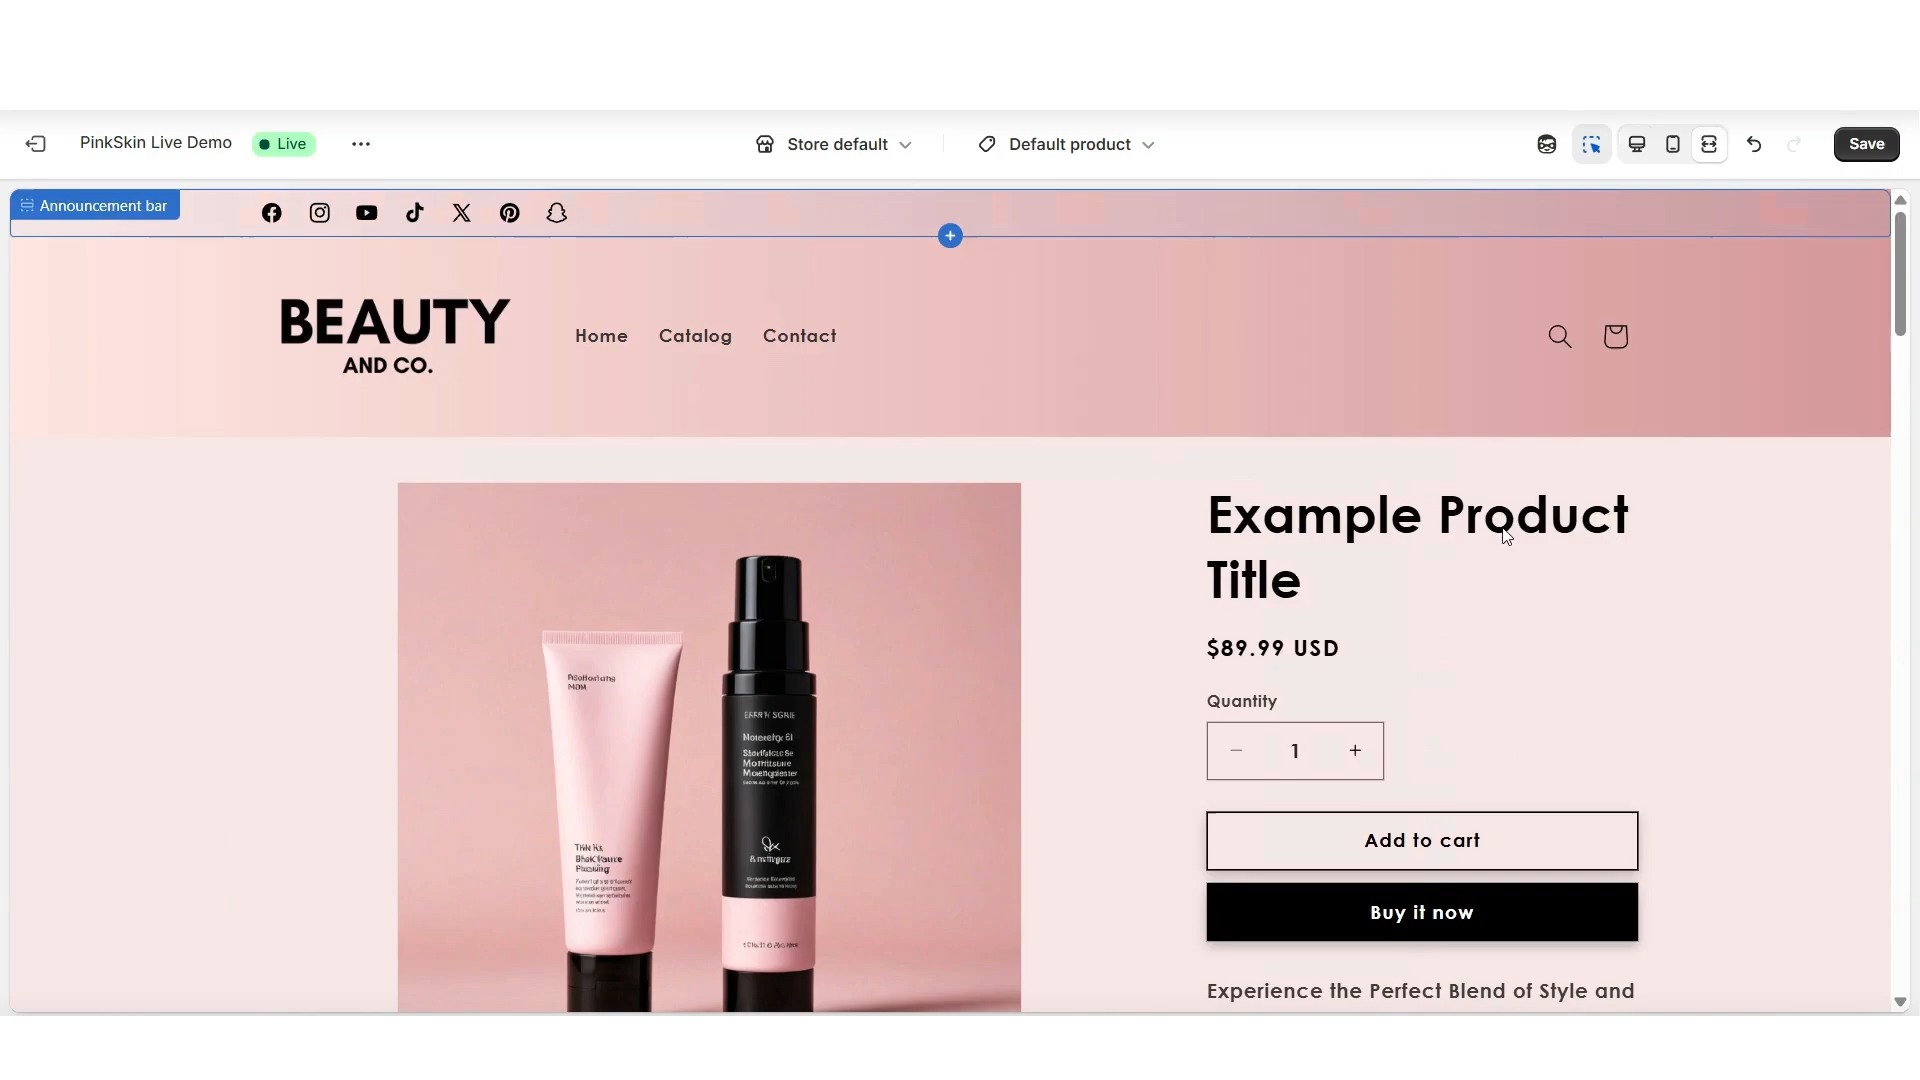 PinkSkin Live Demo
Live
Store default
Default product
Save
Announcement bar
BEAUTY
AND CO.
Home
Catalog
Contact
Example Product
Title
$89.99 USD
Quantity
1
Add to cart
Buy it now
Experience the Perfect Blend of Style and